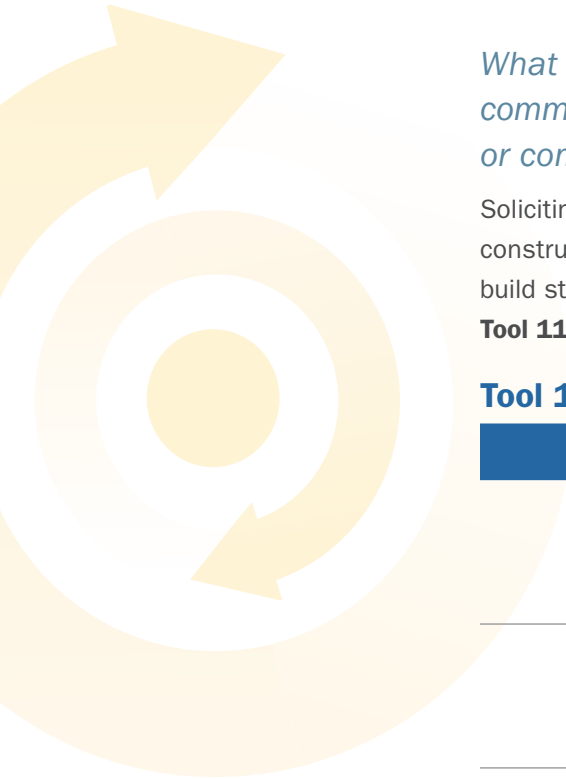 What
comm
or con
Solicitin
constru
build st
Tool 11
Tool 1